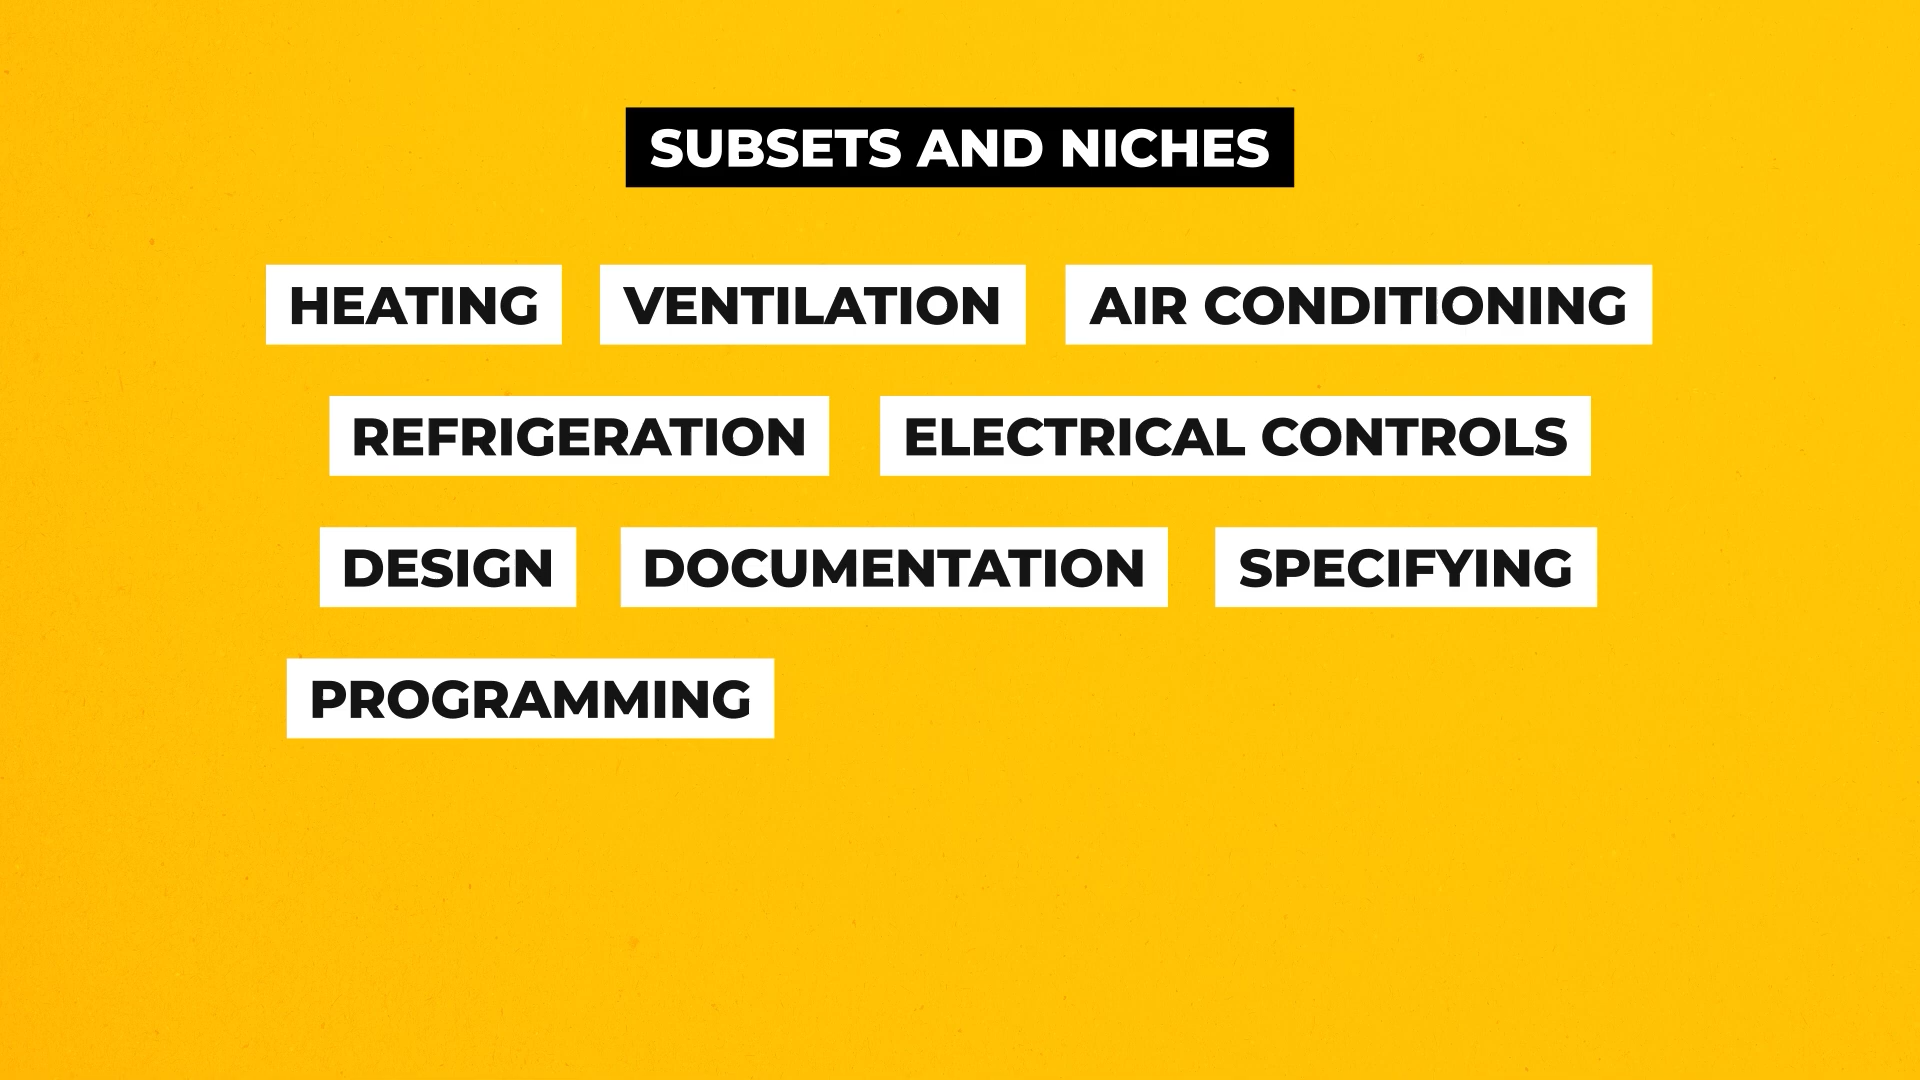 SUBSETS AND NICHES
HEATING VENTILATION AIR CONDITIONING
REFRIGERATION ELECTRICAL CONTROLS
DESIGN DOCUMENTATION SPECIFYING
PROGRAMMING